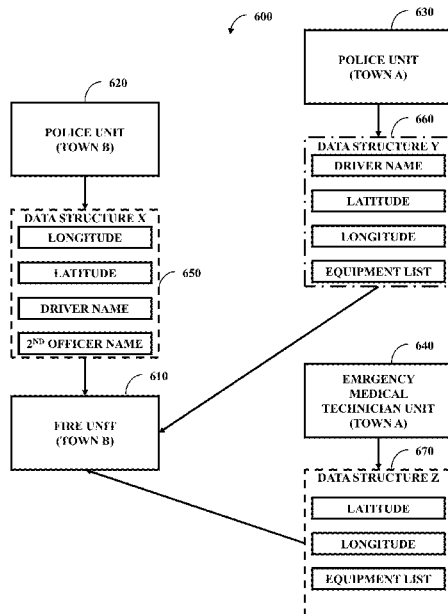 600
630
POLICE UNIT
(TOWN A)
620
POLICE UNIT
(TOWN B)
660
DATA STRUCTURE Y
DRIVER NAME
LATITUDE
LONGITUDE
EQUIPMENT LIST
DATA STRUCTURE X
LONGITUDE
LATITUDE
DRIVER NAME
2ND OFFICER NAME
650
610
FIRE UNIT
(TOWN B)
640
EMRGENCY
MEDICAL
TECHNICIAN UNIT
(TOWN A)
670
DATA STRUCTURE Z
LATITUDE
LONGITUDE
EQUIPMENT LIST